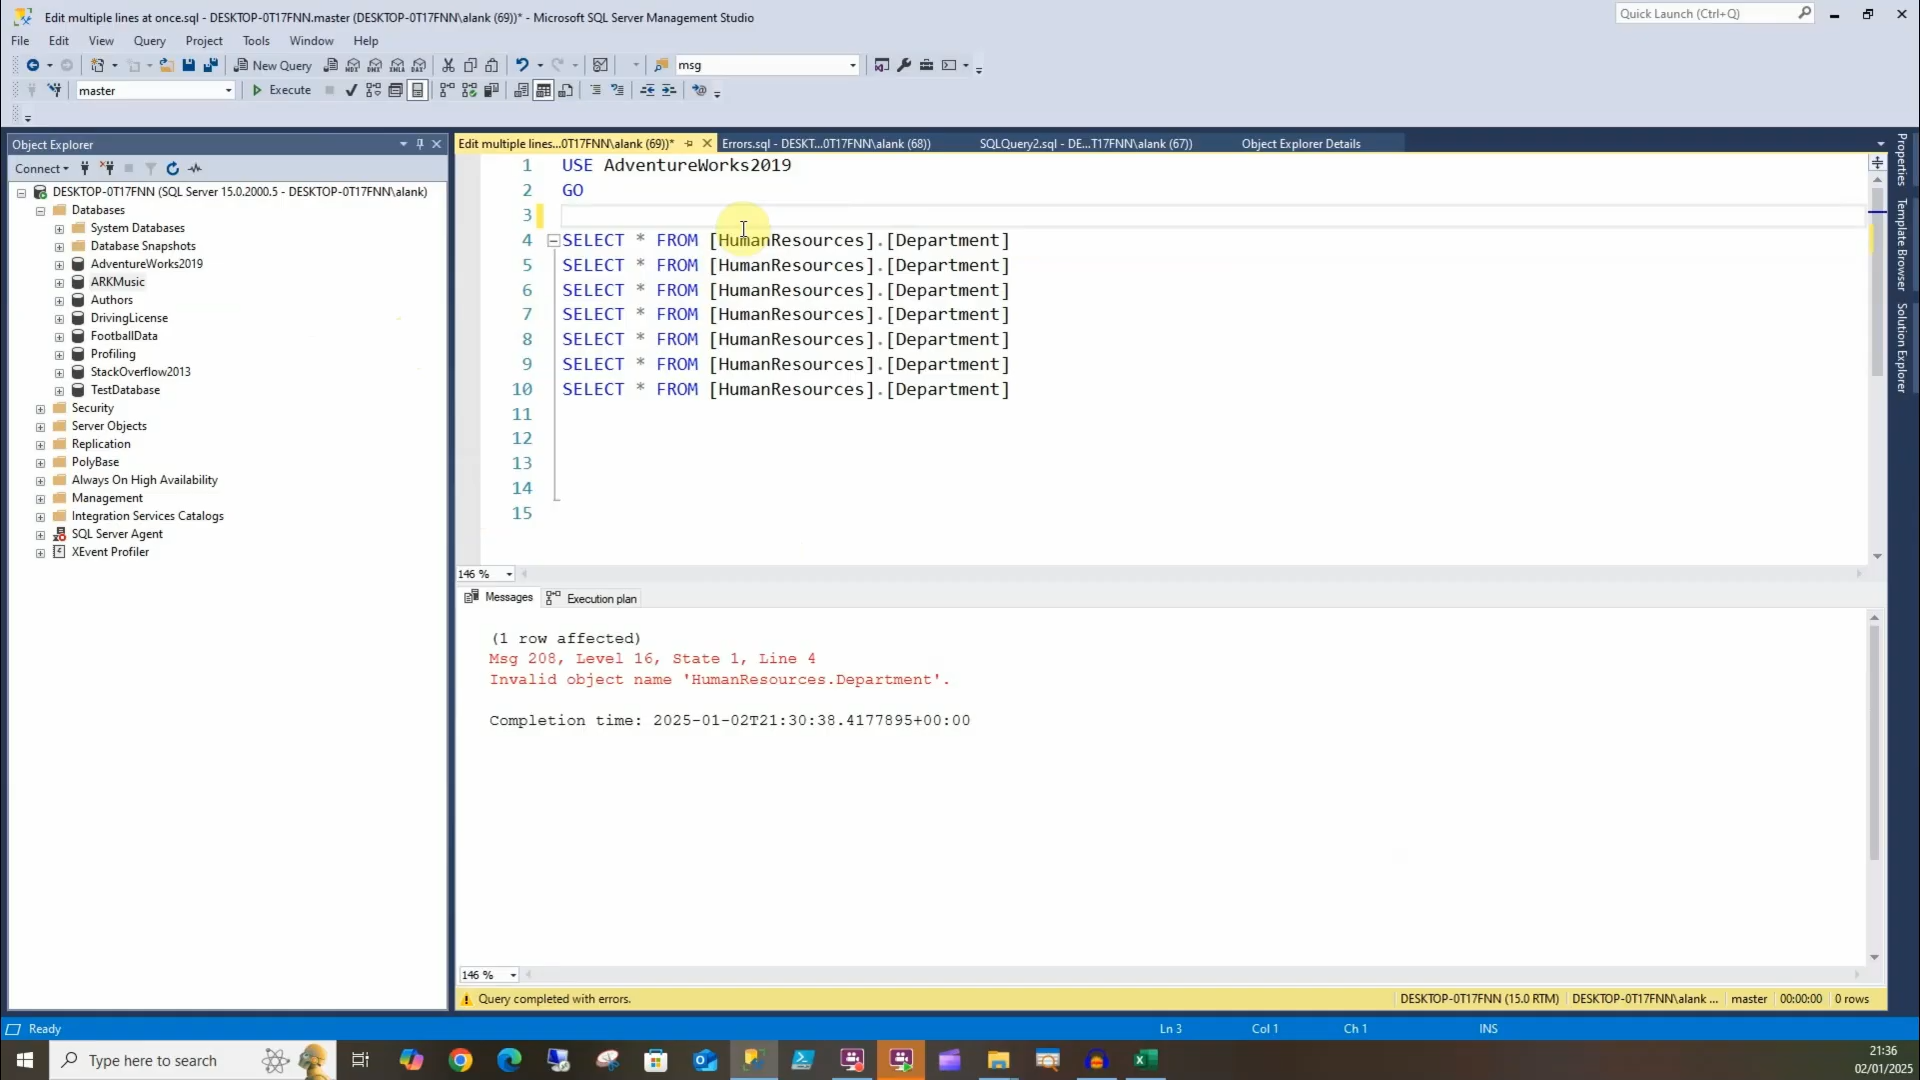 Edit multiple lines at once.sql - DESKTOP-0T17FNN.master (DESKTOP-0T17FNN\alank (69))* - Microsoft SQL Server Management Studio
Quick Launch (Ctrl+Q)
File Edit View Query Project Tools Window Help
New Query
msg
master
Execute
Object Explorer
Edit multiple lines...0T17FNN\alank (69))*
Errors.sql - DESKT...0T17FNN\alank (68))
SQLQuery2.sql - DE...T17FNN\alank (67))
Object Explorer Details
Connect
DESKTOP-0T17FNN (SQL Server 15.0.2000.5 - DESKTOP-0T17FNN\alank)
Databases
System Databases
Database Snapshots
AdventureWorks2019
ARKMusic
Authors
DrivingLicense
FootballData
Profiling
StackOverflow2013
TestDatabase
Security
Server Objects
Replication
PolyBase
Always On High Availability
Management
Integration Services Catalogs
SQL Server Agent
XEvent Profiler
1 USE AdventureWorks2019
2 GO
3
4 SELECT * FROM [HumanResources].[Department]
5 SELECT * FROM [HumanResources].[Department]
6 SELECT * FROM [HumanResources].[Department]
7 SELECT * FROM [HumanResources].[Department]
8 SELECT * FROM [HumanResources].[Department]
9 SELECT * FROM [HumanResources].[Department]
10 SELECT * FROM [HumanResources].[Department]
11
12
13
14
15
146 %
Messages Execution plan
(1 row affected)
Msg 208, Level 16, State 1, Line 4
Invalid object name 'HumanResources.Department'.
Completion time: 2025-01-02T21:30:38.4177895+00:00
146 %
Query completed with errors.
DESKTOP-0T17FNN (15.0 RTM) DESKTOP-0T17FNN\alank ... master 00:00:00 0 rows
Properties
Template Browser
Solution Explorer
Ready
Ln 3 Col 1 Ch 1 INS
Type here to search
21:36
02/01/2025